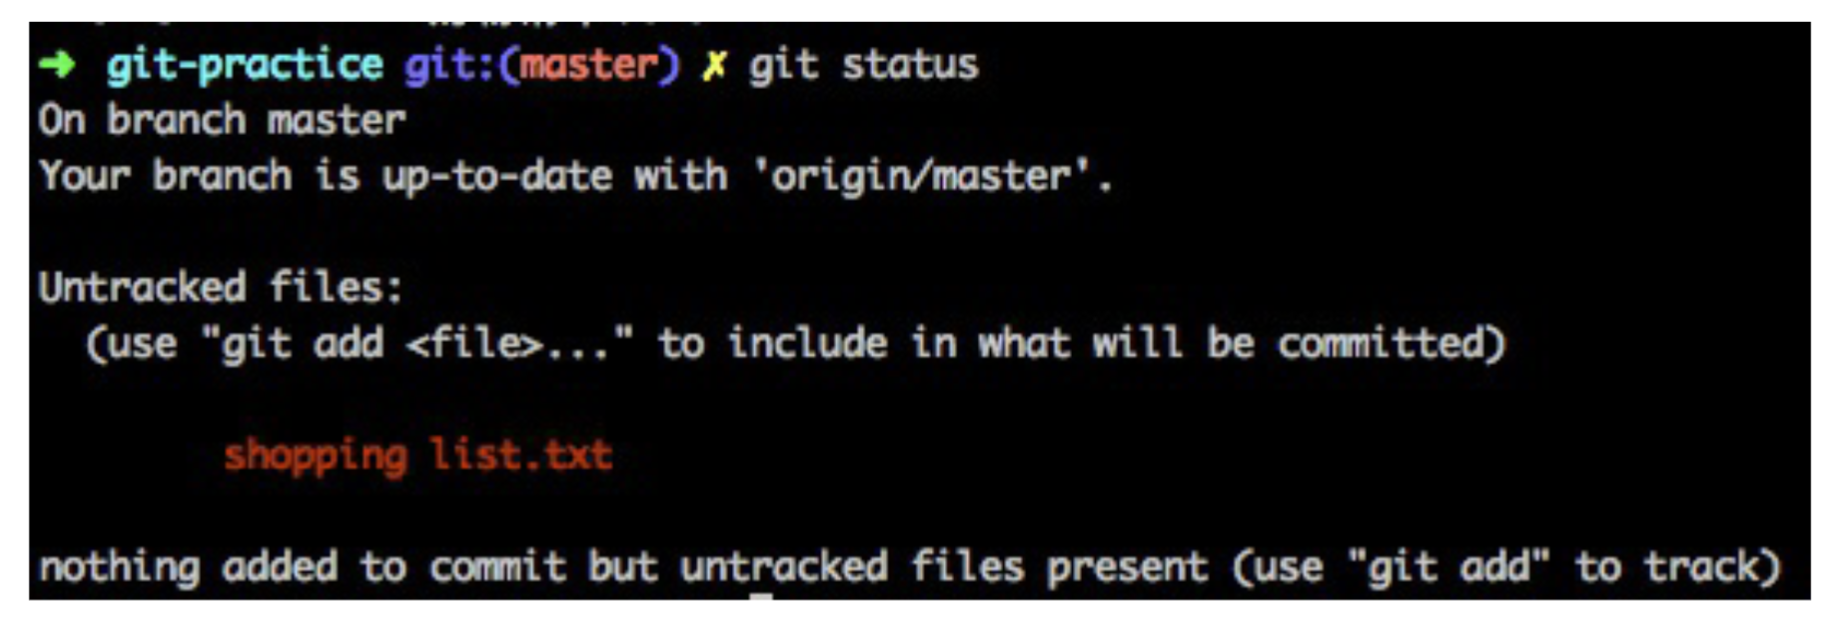 ➜ git-practice git:(master) ✗ git status
On branch master
Your branch is up-to-date with 'origin/master'.
Untracked files:
(use "git add <file>..." to include in what will be committed)
shopping list.txt
nothing added to commit but untracked files present (use "git add" to track)